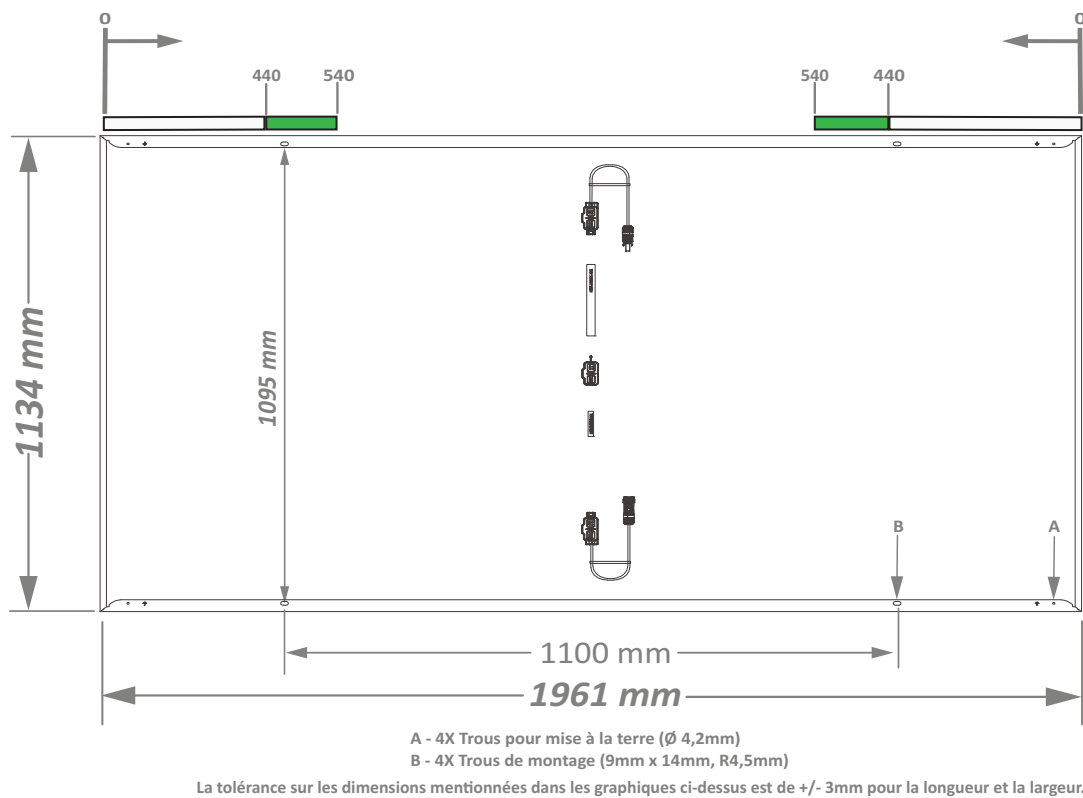 0
0
440
540
540
440
1134 mm
1095 mm
B
A
1100 mm
1961 mm
A - 4X Trous pour mise à la terre (Ø 4,2mm)
B - 4X Trous de montage (9mm x 14mm, R4,5mm)
La tolérance sur les dimensions mentionnées dans les graphiques ci-dessus est de +/- 3mm pour la longueur et la largeur.